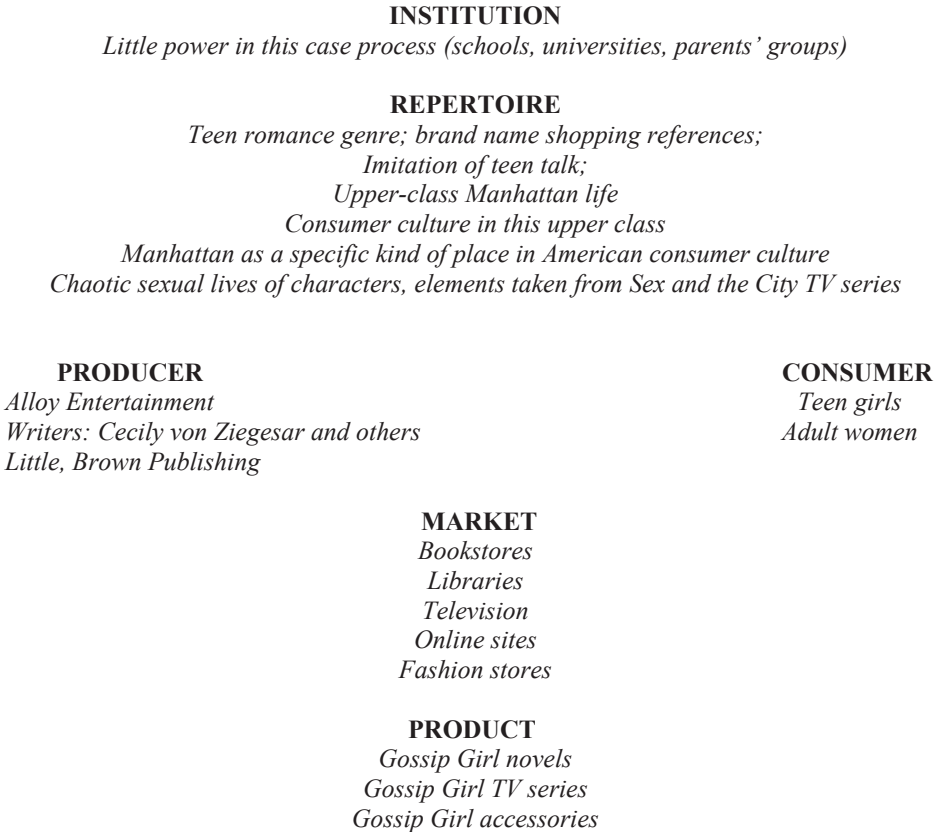 INSTITUTION
Little power in this case process (schools, universities, parents’ groups)
REPERTOIRE
Teen romance genre; brand name shopping references;
Imitation of teen talk;
Upper-class Manhattan life
Consumer culture in this upper class
Manhattan as a specific kind of place in American consumer culture
Chaotic sexual lives of characters, elements taken from Sex and the City TV series
PRODUCER
Alloy Entertainment
Writers: Cecily von Ziegesar and others
Little, Brown Publishing
CONSUMER
Teen girls
Adult women
MARKET
Bookstores
Libraries
Television
Online sites
Fashion stores
PRODUCT
Gossip Girl novels
Gossip Girl TV series
Gossip Girl accessories